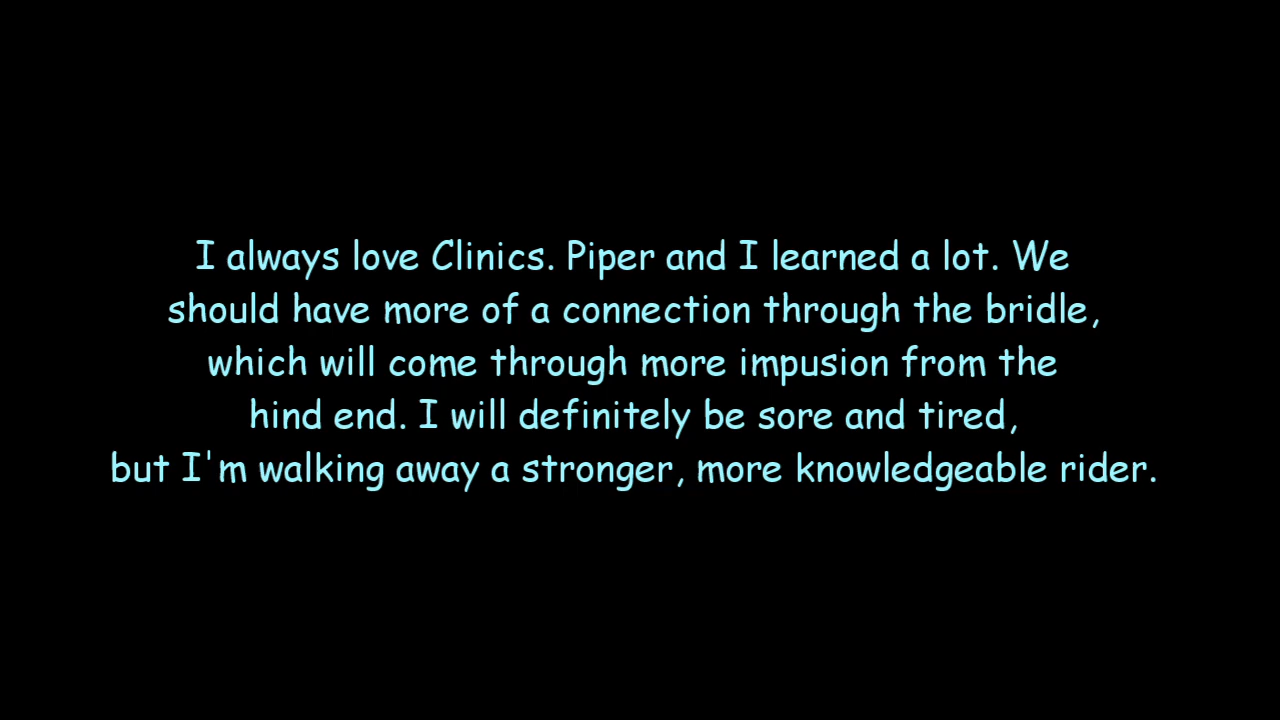 I always love Clinics. Piper and I learned a lot. We
should have more of a connection through the bridle,
which will come through more impusion from the
hind end. I will definitely be sore and tired,
but I'm walking away a stronger, more knowledgeable rider.